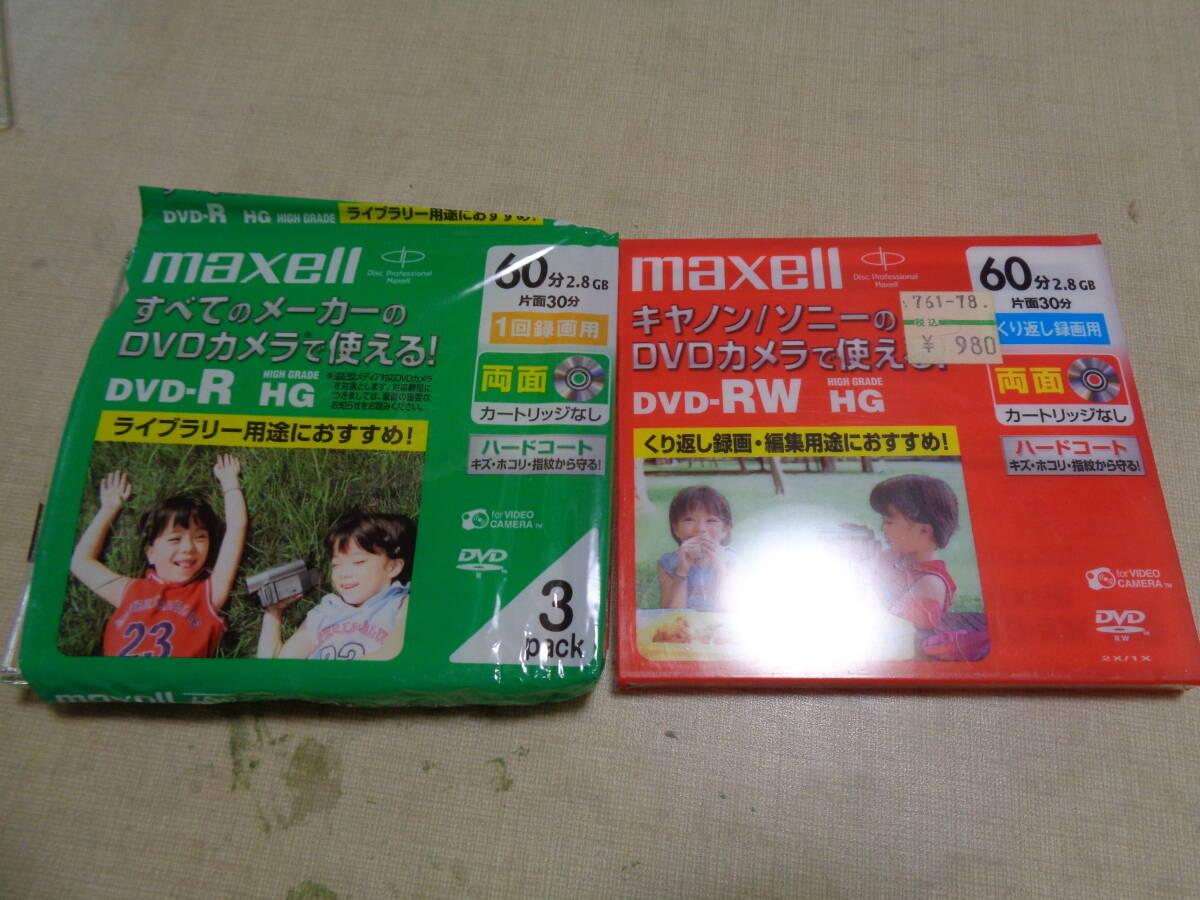 DVD-R HG HIGH GRADE ライブラリー用途におすすめ!
maxell
Disc Professional
Maxell
60分2.8GB
片面30分
1回録画用
すべてのメーカーの
DVDカメラで※使える!
DVD-R HIGH GRADE HG
両面
カートリッジなし
ライブラリー用途におすすめ!
ハードコート
キズ・ホコリ・指紋から守る!
for VIDEO
CAMERA™
DVD
R
23
3
pack
maxell
maxell
Disc Professional
Maxell
60分2.8GB
片面30分
761-78.
税込
¥ 980
くり返し録画用
キヤノン/ソニーの
DVDカメラで使える!
DVD-RW HIGH GRADE HG
両面
カートリッジなし
くり返し録画・編集用途におすすめ!
ハードコート
キズ・ホコリ・指紋から守る!
for VIDEO
CAMERA™
DVD
RW
2X/1X